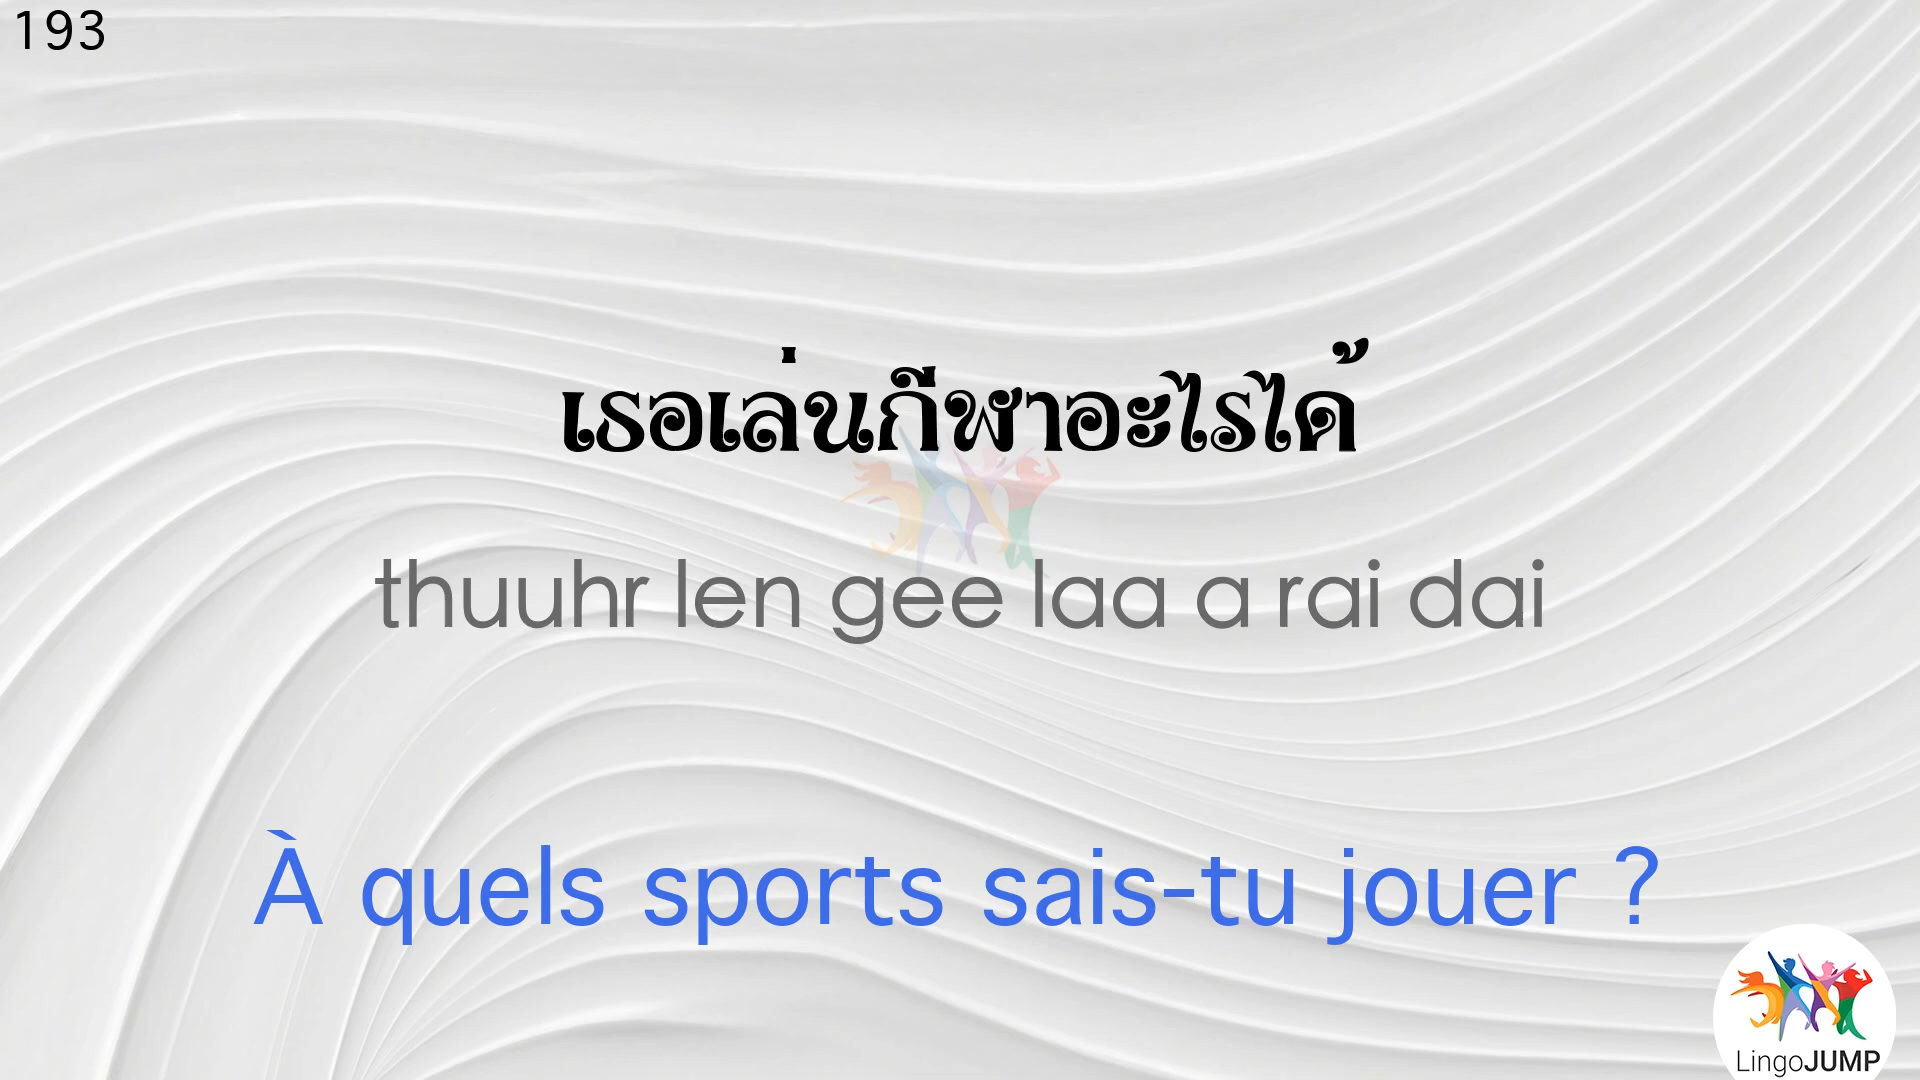 193
เธอเล่นกีฬาอะไรได้
thuuhr len gee laa a rai dai
À quels sports sais-tu jouer ?
LingoJUMP